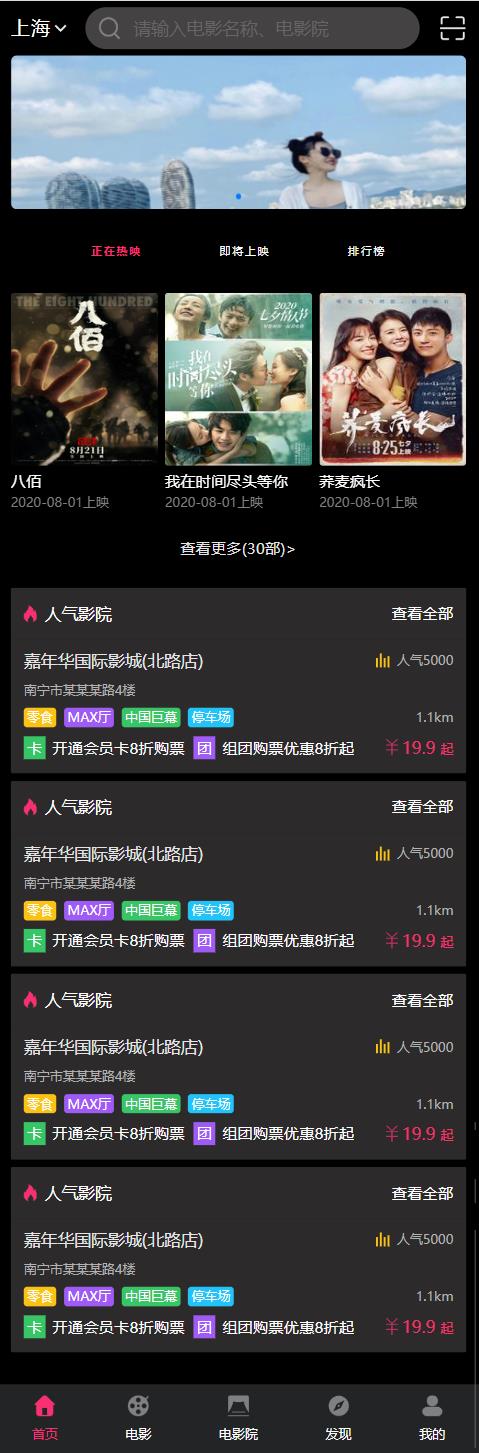 上海
请输入电影名称、电影院
正在热映 即将上映 排行榜
THE EIGHT HUNDRED
八佰
8月21日
2020七夕情人节
我在时间尽头等你
荞麦疯长
8·25七夕上映
八佰 我在时间尽头等你 荞麦疯长
2020-08-01上映 2020-08-01上映 2020-08-01上映
查看更多(30部)>
人气影院 查看全部
嘉年华国际影城(北路店) 人气5000
南宁市某某某路4楼
零食 MAX厅 中国巨幕 停车场 1.1km
卡 开通会员卡8折购票 团 组团购票优惠8折起 ￥19.9 起
人气影院 查看全部
嘉年华国际影城(北路店) 人气5000
南宁市某某某路4楼
零食 MAX厅 中国巨幕 停车场 1.1km
卡 开通会员卡8折购票 团 组团购票优惠8折起 ￥19.9 起
人气影院 查看全部
嘉年华国际影城(北路店) 人气5000
南宁市某某某路4楼
零食 MAX厅 中国巨幕 停车场 1.1km
卡 开通会员卡8折购票 团 组团购票优惠8折起 ￥19.9 起
人气影院 查看全部
嘉年华国际影城(北路店) 人气5000
南宁市某某某路4楼
零食 MAX厅 中国巨幕 停车场 1.1km
卡 开通会员卡8折购票 团 组团购票优惠8折起 ￥19.9 起
首页 电影 电影院 发现 我的